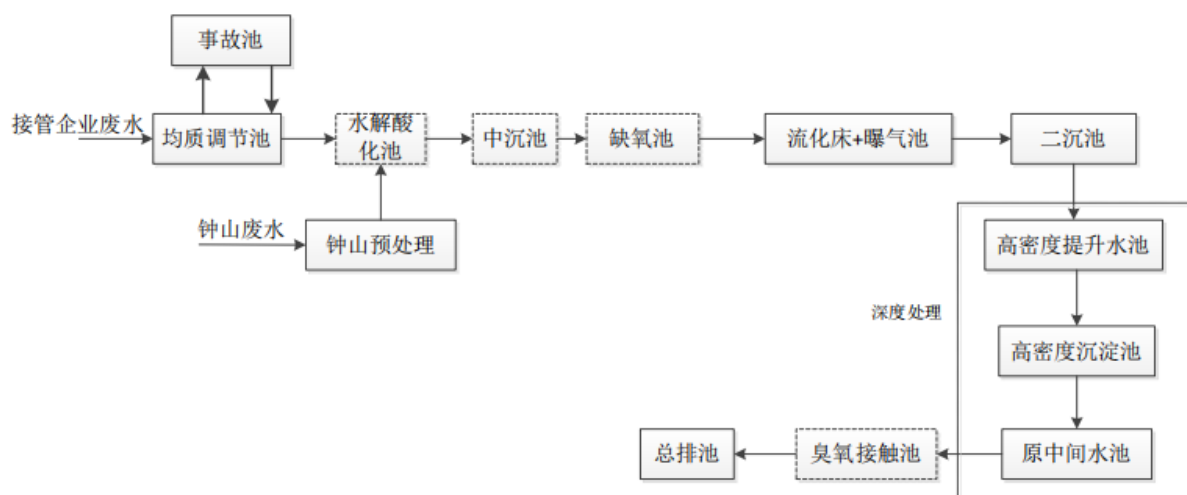 事故池
接管企业废水
均质调节池
水解酸
化池
中沉池
缺氧池
流化床+曝气池
二沉池
钟山废水
钟山预处理
高密度提升水池
深度处理
高密度沉淀池
总排池
臭氧接触池
原中间水池